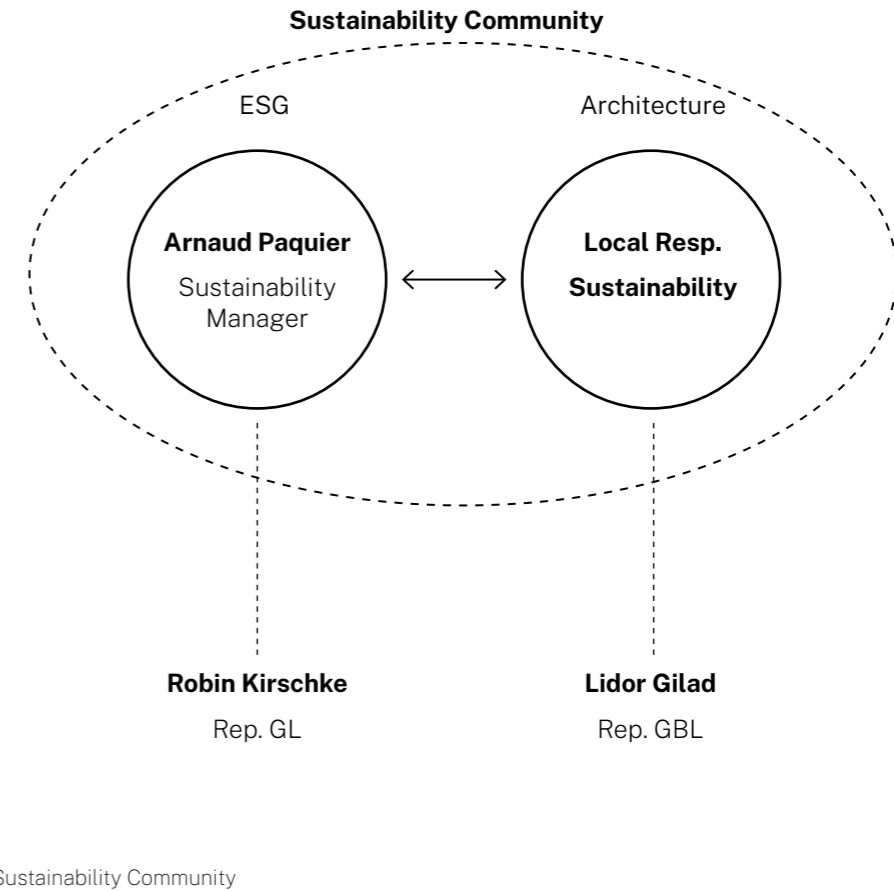 Sustainability Community
ESG
Architecture
Arnaud Paquier
Sustainability
Manager
Local Resp.
Sustainability
Robin Kirschke
Rep. GL
Lidor Gilad
Rep. GBL
Sustainability Community